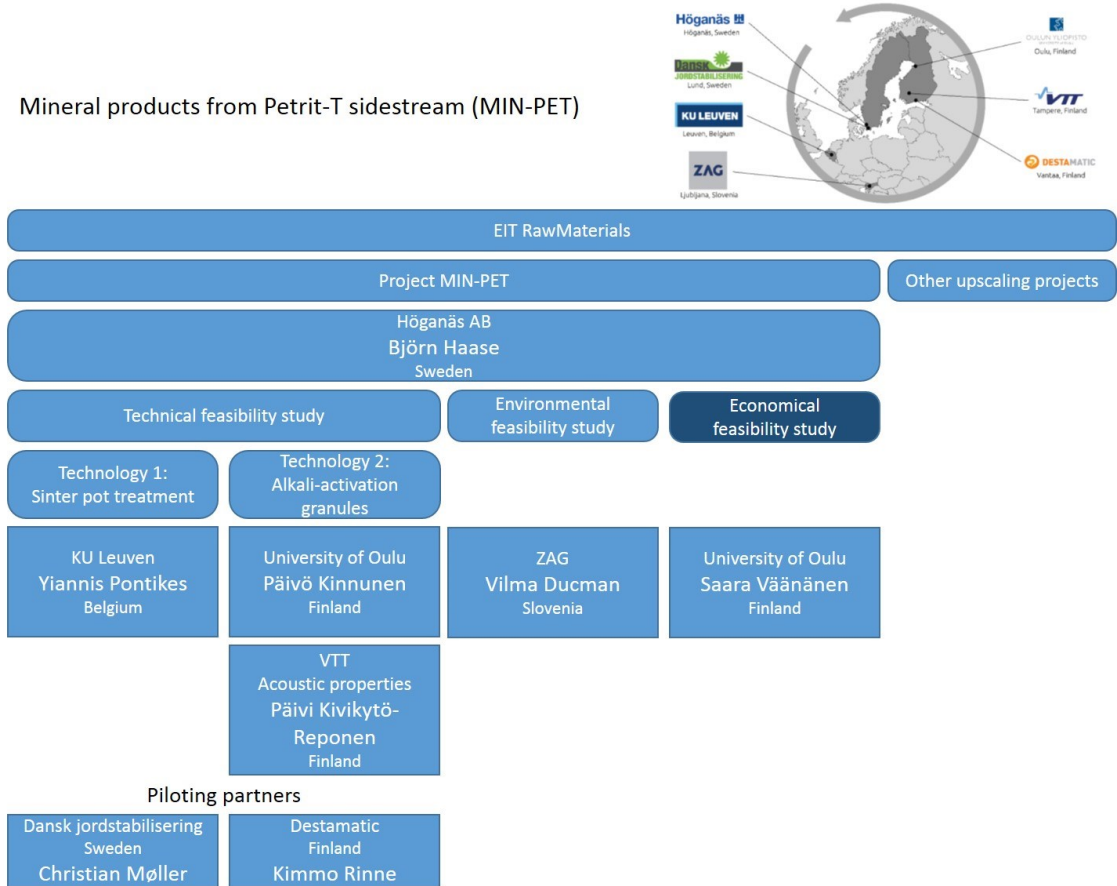 Höganäs
Höganäs, Sweden
Dansk
JORDSTABILISERING
Lund, Sweden
KU LEUVEN
Leuven, Belgium
ZAG
Ljubljana, Slovenia
OULUN YLIOPISTO
Oulu, Finland
VTT
Tampere, Finland
DESTAMATIC
Vantaa, Finland
Mineral products from Petrit-T sidestream (MIN-PET)
EIT RawMaterials
Project MIN-PET
Other upscaling projects
Höganäs AB
Björn Haase
Sweden
Technical feasibility study
Environmental
feasibility study
Economical
feasibility study
Technology 1:
Sinter pot treatment
Technology 2:
Alkali-activation
granules
KU Leuven
Yiannis Pontikes
Belgium
University of Oulu
Päivö Kinnunen
Finland
ZAG
Vilma Ducman
Slovenia
University of Oulu
Saara Väänänen
Finland
VTT
Acoustic properties
Päivi Kivikytö-
Reponen
Finland
Piloting partners
Dansk jordstabilisering
Sweden
Christian Møller
Destamatic
Finland
Kimmo Rinne